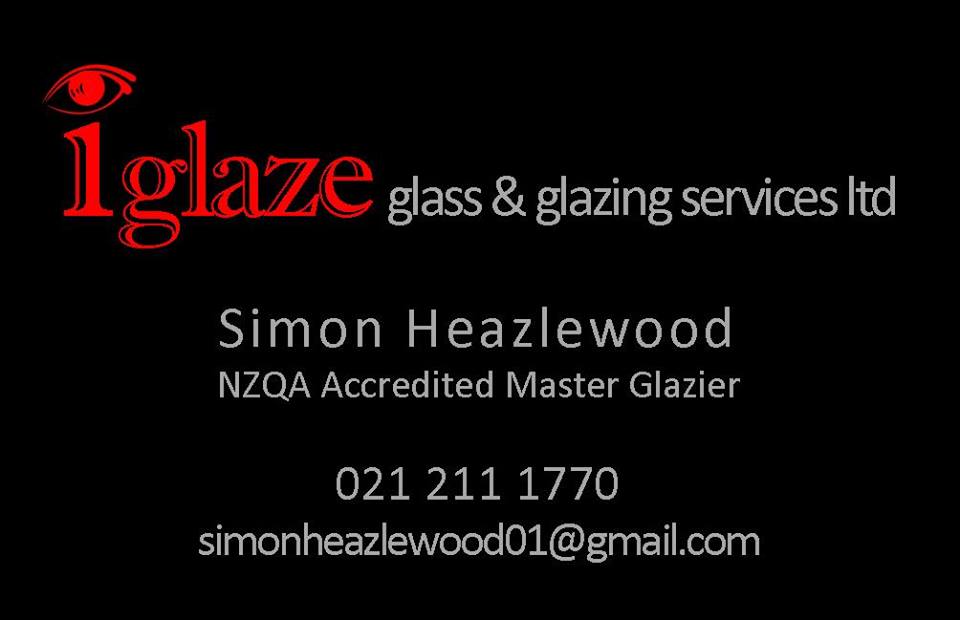 iglaze glass & glazing services ltd
Simon Heazlewood
NZQA Accredited Master Glazier
021 211 1770
simonheazlewood01@gmail.com